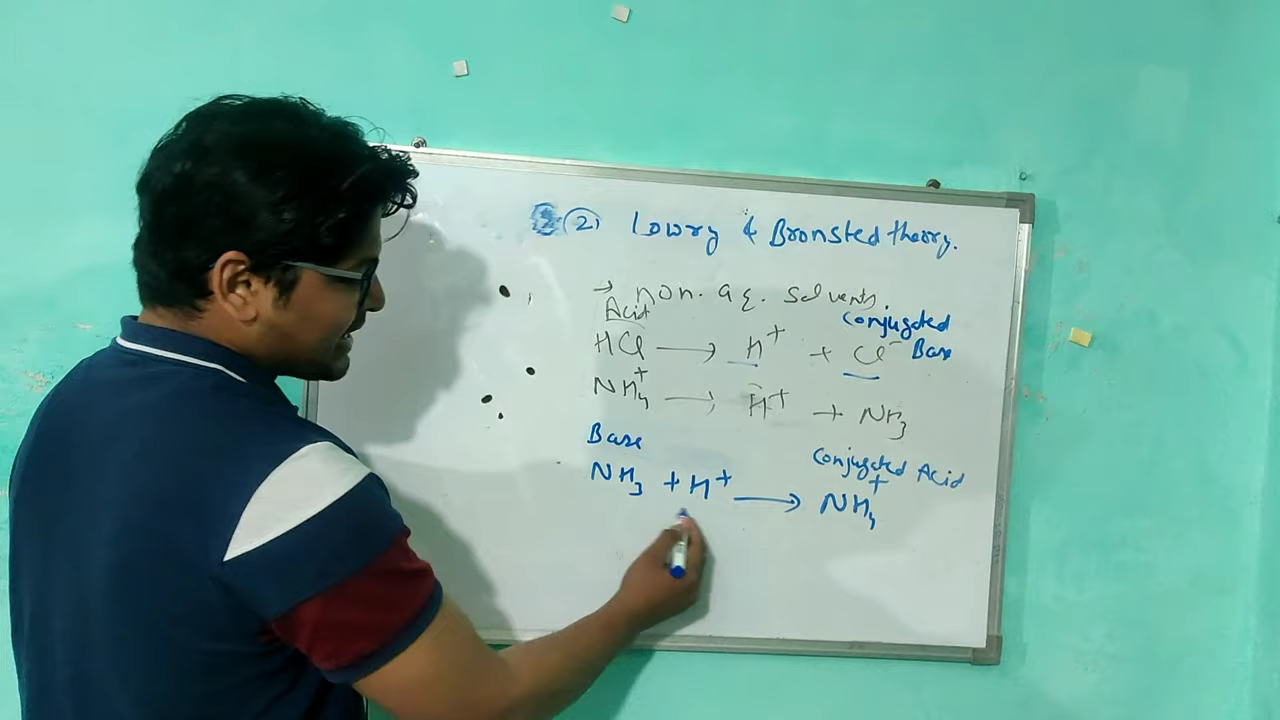 (2) Lowry & Bronsted theory.
→ non. aq. solvents.
Acid
Conjugated
HCl → H⁺ + Cl⁻ Base
NH₄⁺ → H⁺ + NH₃
Base
Conjugated Acid
NH₃ + H⁺ → NH₄⁺